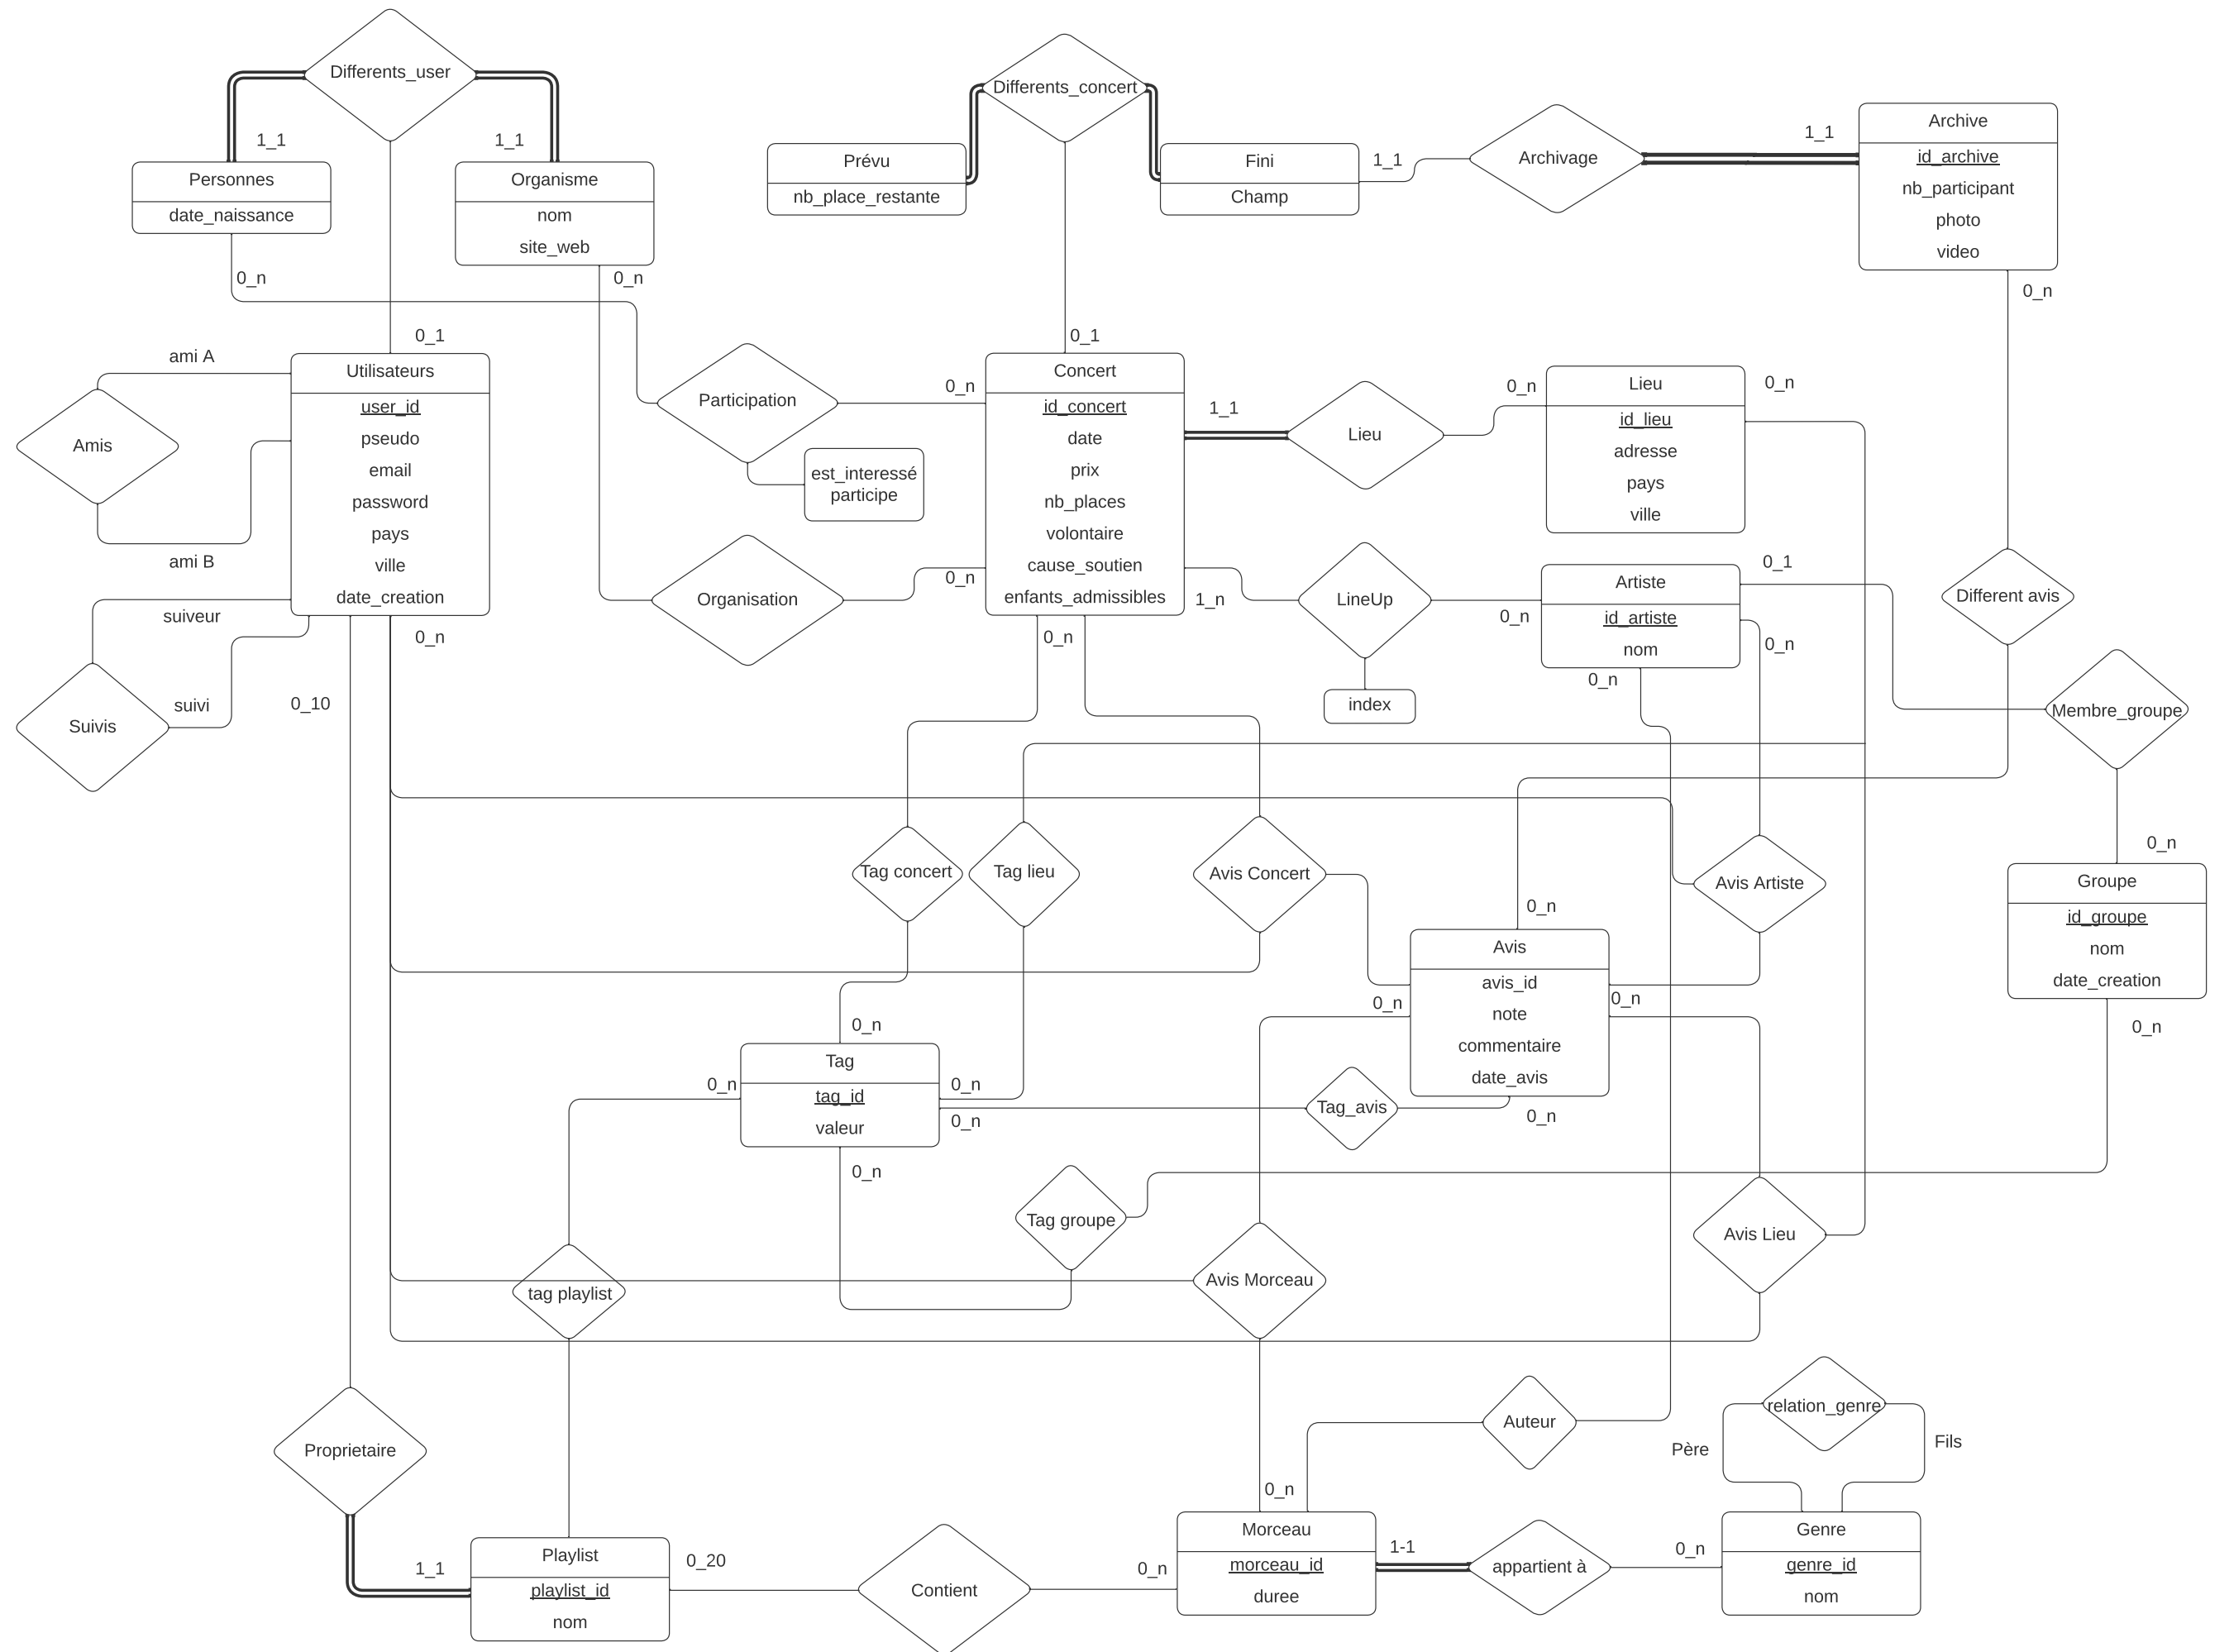 Differents_user
Differents_concert
1_1
1_1
Personnes
date_naissance
Organisme
nom
site_web
Prévu
nb_place_restante
Fini
Champ
1_1
Archivage
1_1
Archive
id_archive
nb_participant
photo
video
0_n
0_n
0_n
0_1
0_1
ami A
Amis
ami B
Utilisateurs
user_id
pseudo
email
password
pays
ville
date_creation
Participation
est_interessé
participe
0_n
Organisation
0_n
Concert
id_concert
date
prix
nb_places
volontaire
cause_soutien
enfants_admissibles
1_1
Lieu
0_n
Lieu
id_lieu
adresse
pays
ville
0_n
1_n
LineUp
index
0_n
Artiste
id_artiste
nom
0_1
0_n
0_n
Different avis
Membre_groupe
suiveur
Suivis
suivi
0_10
0_n
0_n
Tag concert
Tag lieu
Avis Concert
Avis Artiste
0_n
Groupe
id_groupe
nom
date_creation
0_n
0_n
Avis
avis_id
note
commentaire
date_avis
0_n
0_n
0_n
0_n
Tag
tag_id
valeur
0_n
0_n
0_n
0_n
Tag_avis
0_n
Tag groupe
Avis Lieu
tag playlist
Avis Morceau
Proprietaire
Auteur
relation_genre
Père
Fils
0_n
1_1
Playlist
playlist_id
nom
0_20
Contient
0_n
Morceau
morceau_id
duree
1-1
appartient à
0_n
Genre
genre_id
nom